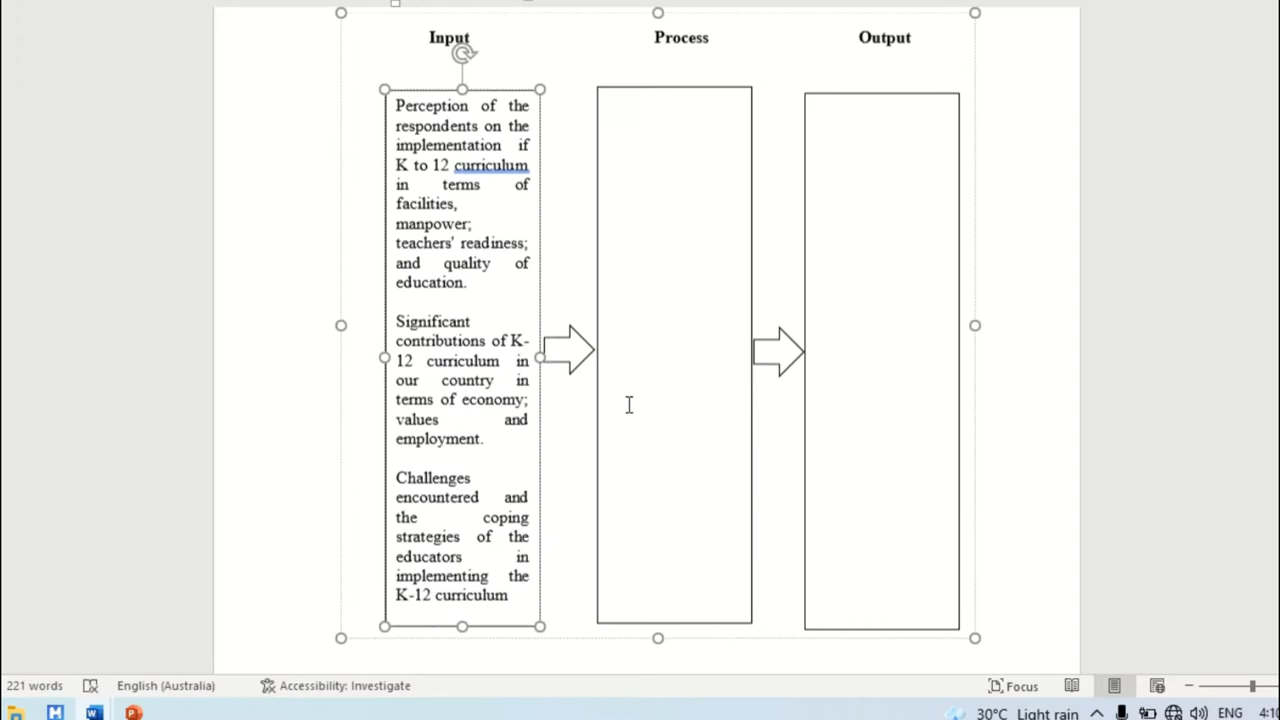 Input Process Output
Perception of the
respondents on the
implementation if
K to 12 curriculum
in terms of
facilities,
manpower;
teachers' readiness;
and quality of
education.
Significant
contributions of K-
12 curriculum in
our country in
terms of economy;
values and
employment.
Challenges
encountered and
the coping
strategies of the
educators in
implementing the
K-12 curriculum
221 words English (Australia) Accessibility: Investigate Focus
30°C Light rain ENG 4:10